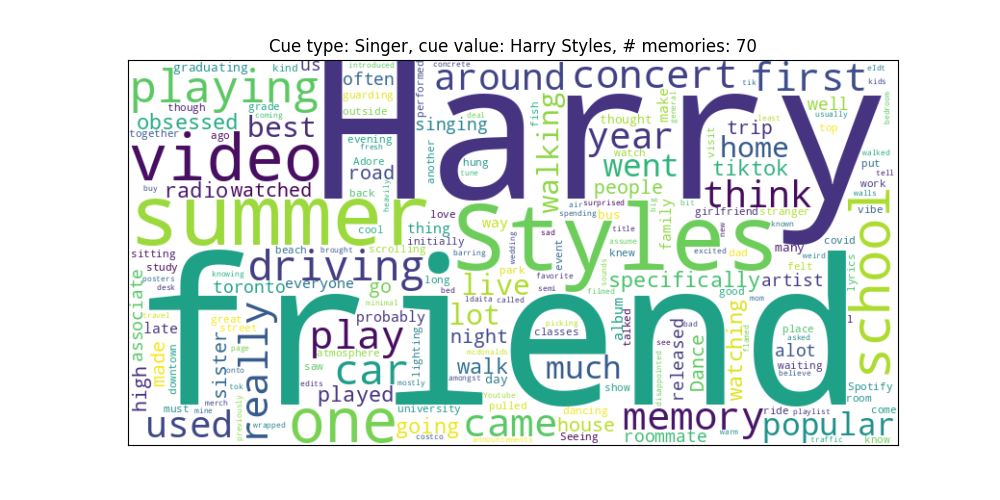 Cue type: Singer, cue value: Harry Styles, # memories: 70
graduating kind us introduced concrete
playing often around concert first eIdt
though grade guarding performed tik kids
obsessed best outside singing fish thought make general well top usually bedroom
together ago evening fresh another deal year trip
coming Harry
video Adore hung tune walking went watch visit home tiktok walked put tell
buy radio watched road back heavily people think work walls
summer cool love way Styles air spending surprised bus family big bit girlfriend stranger new known vibe school
thing initially wedding sad event title knew assume dad many covid
sitting beach brought scrolling barring excited felt weird
study posters desk knowing driving everyone go long park favorite specifically artist lyrics
toronto minimal bed live semi sounds filmed good mom
high associate travel great street friend probably lot ldaita called album talked place asked l
late made downtown page onto really play atmosphere lighting night picking classes released see bad Dance watching flamed alot waiting believe
sister saw car mcdonalds walk day amongst much show disappointed Spotify room
tok edits mostly played Youtube
must mine merch previously one university pulled dancing memory ride playlist come
used wrapped going costco came house announcements Seeing roommate warm popular traffic know